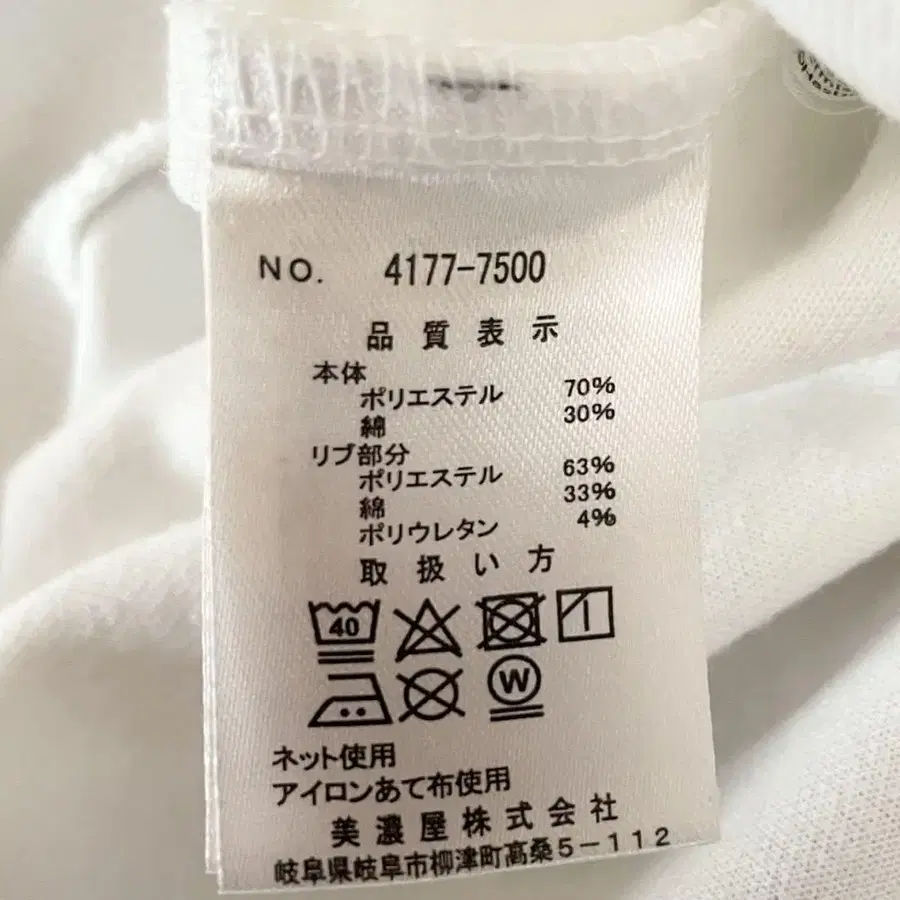 NO. 4177-7500
品質表示
本体
ポリエステル 70%
綿 30%
リブ部分
ポリエステル 63%
綿 33%
ポリウレタン 4%
取扱い方
40
W
ネット使用
アイロンあて布使用
美濃屋株式会社
岐阜県岐阜市柳津町高桑5-112